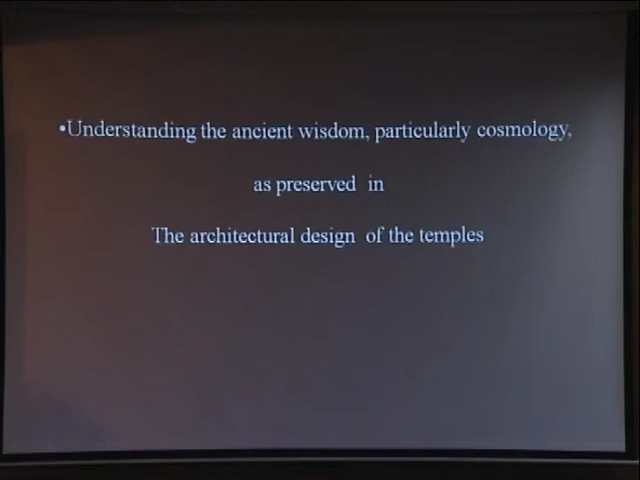 •Understanding the ancient wisdom, particularly cosmology,
as preserved in
The architectural design of the temples